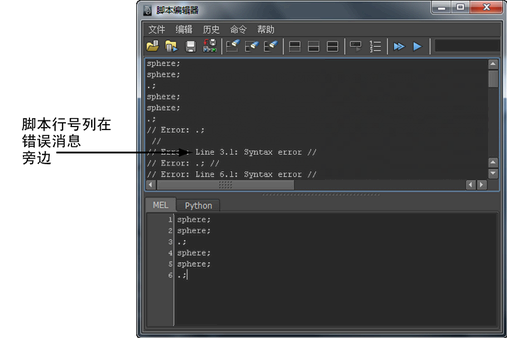 脚本编辑器
文件 编辑 历史 命令 帮助
sphere;
sphere;
.;
sphere;
sphere;
.;
// Error: .;
//
// Error: Line 3.1: Syntax error //
// Error: .; //
// Error: Line 6.1: Syntax error //
脚本行号列在
错误消息
旁边
MEL Python
1 sphere;
2 sphere;
3 .;
4 sphere;
5 sphere;
6 .;